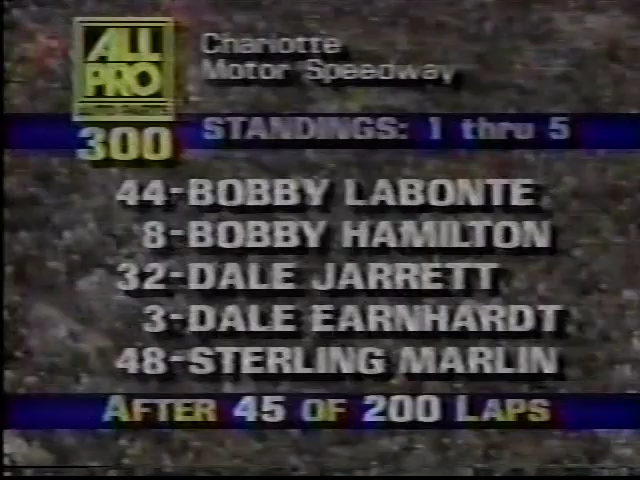 ALL
PRO
300
Charlotte
Motor Speedway
STANDINGS: 1 thru 5
44-BOBBY LABONTE
8-BOBBY HAMILTON
32-DALE JARRETT
3-DALE EARNHARDT
48-STERLING MARLIN
AFTER 45 OF 200 LAPS